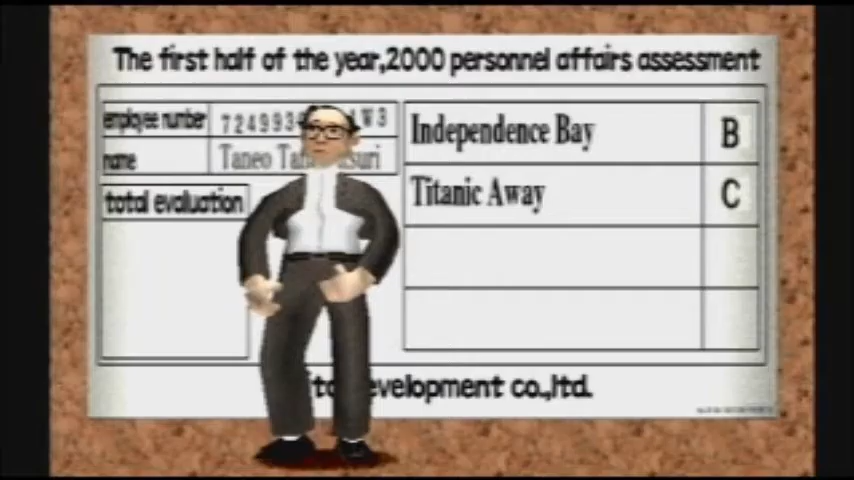 The first half of the year,2000 personnel affairs assessment
employee number
name
total evaluation
Independence Bay B
Titanic Away C
co.,ltd.